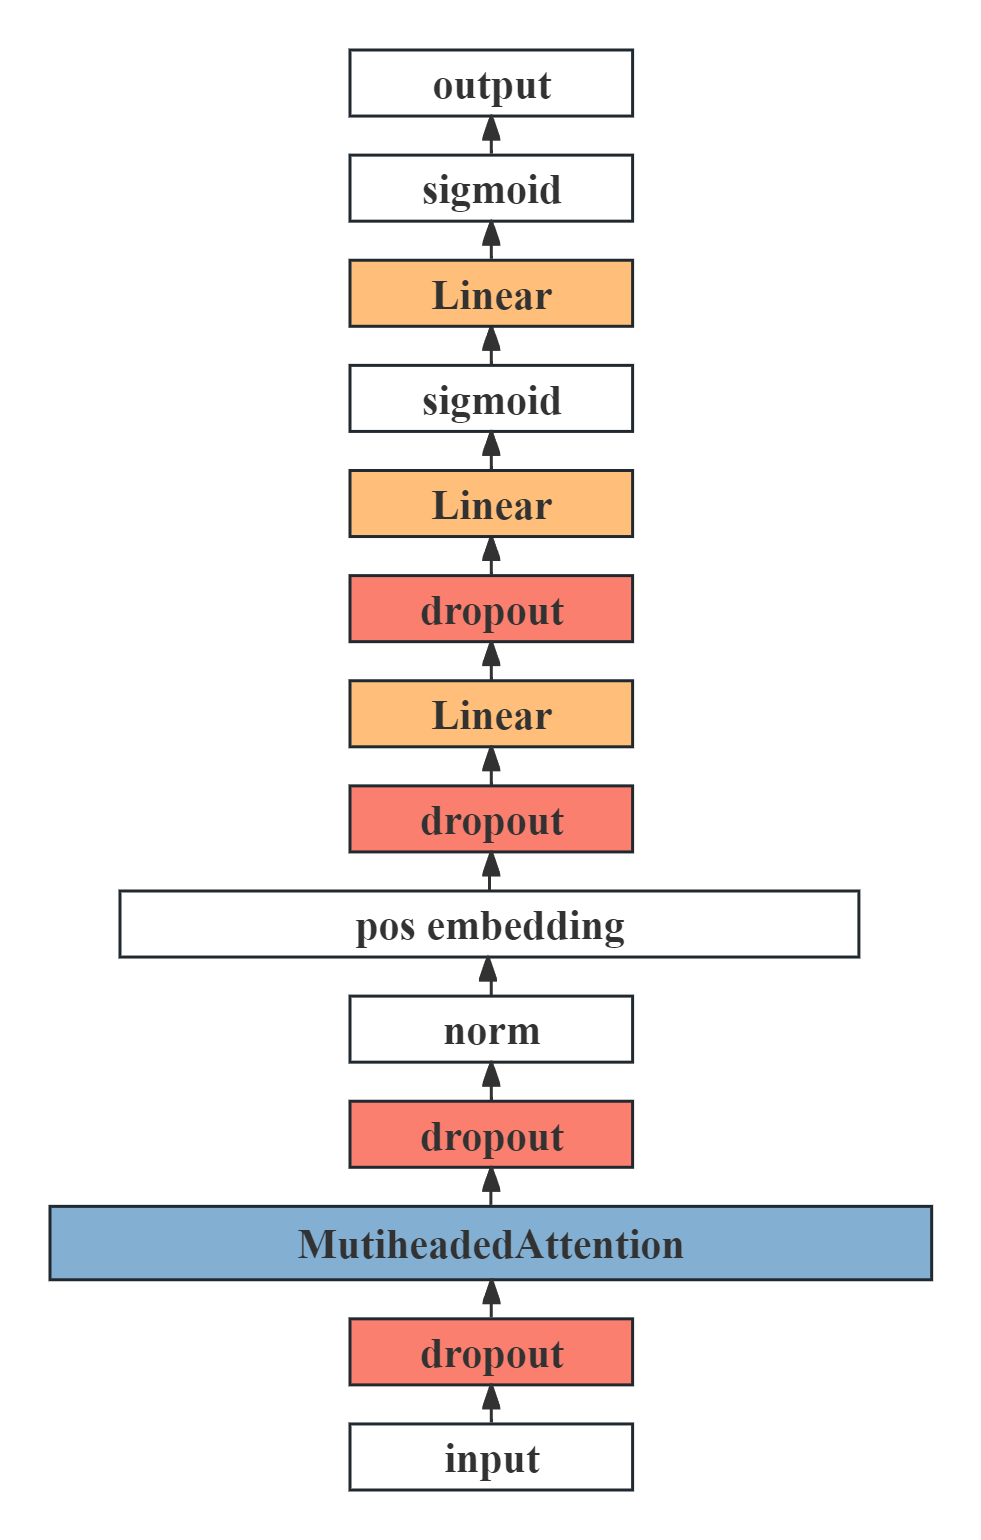 output
sigmoid
Linear
sigmoid
Linear
dropout
Linear
dropout
pos embedding
norm
dropout
MutiheadedAttention
dropout
input